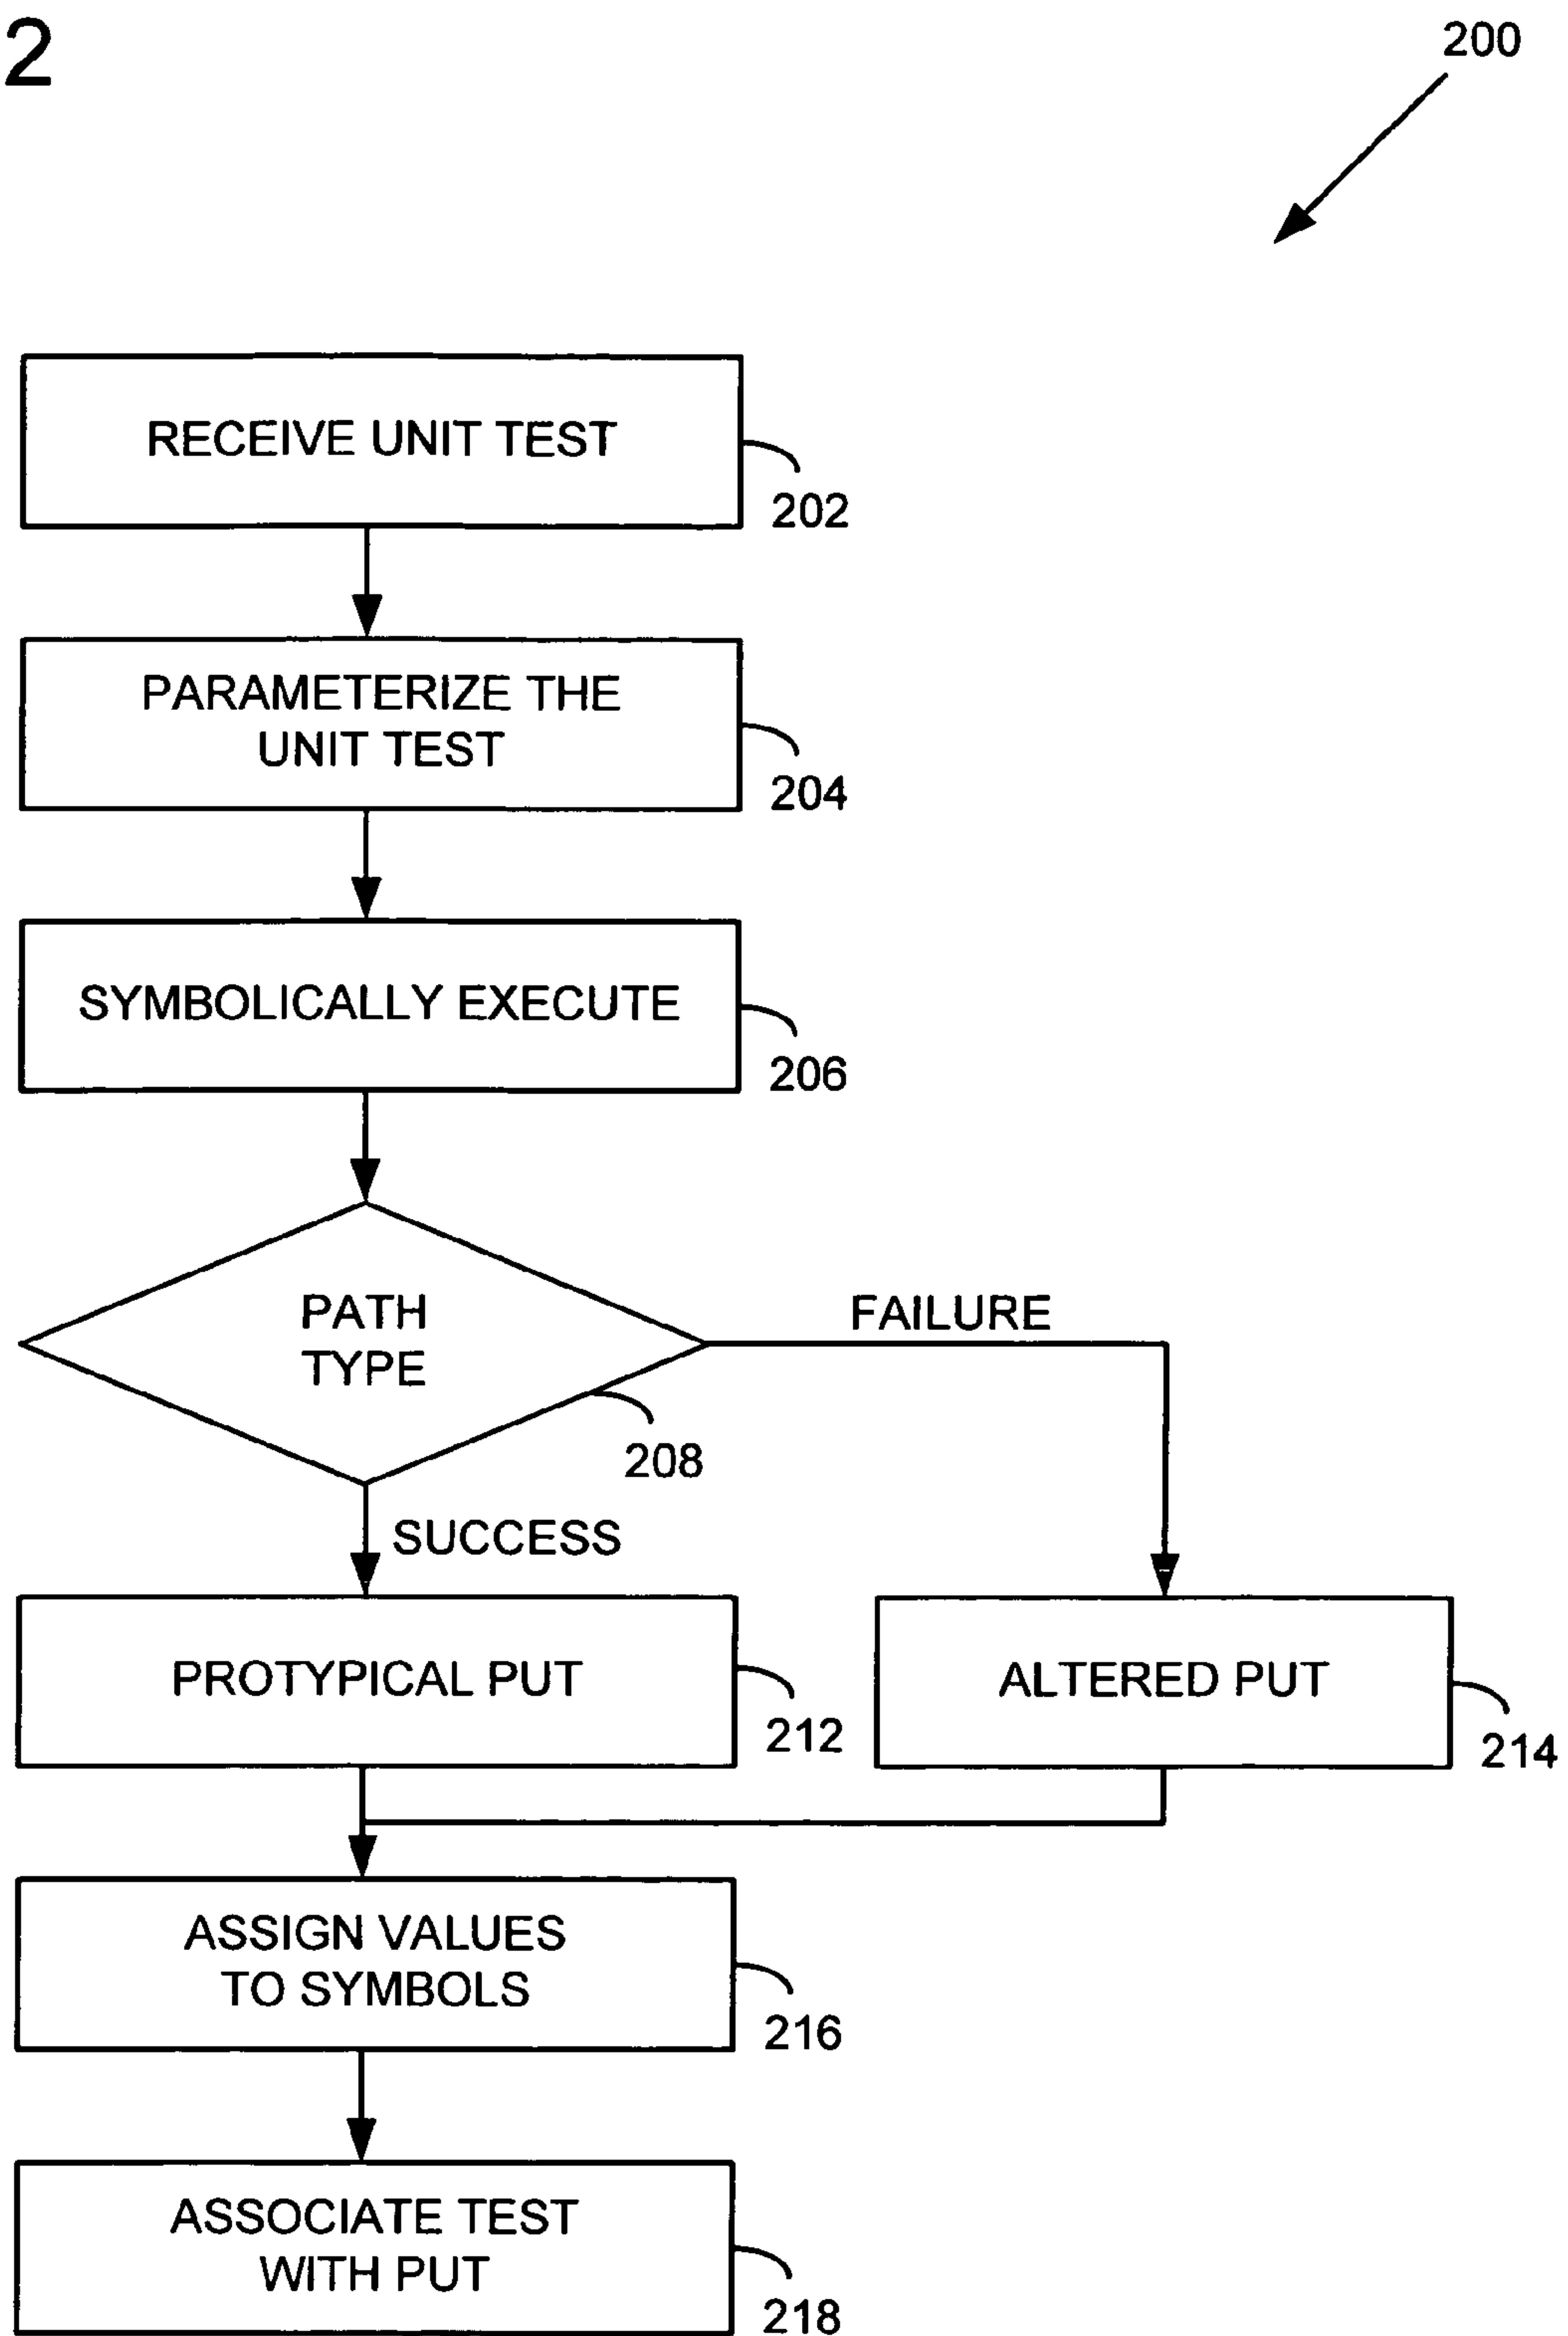 2
200
RECEIVE UNIT TEST
202
PARAMETERIZE THE
UNIT TEST
204
SYMBOLICALLY EXECUTE
206
PATH
TYPE
208
FAILURE
SUCCESS
PROTYPICAL PUT
212
ALTERED PUT
214
ASSIGN VALUES
TO SYMBOLS
216
ASSOCIATE TEST
WITH PUT
218